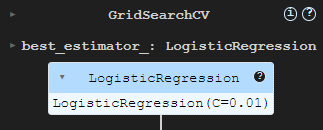 ▸ GridSearchCV i ?
▸ best_estimator_: LogisticRegression
▾ LogisticRegression ?
LogisticRegression(C=0.01)